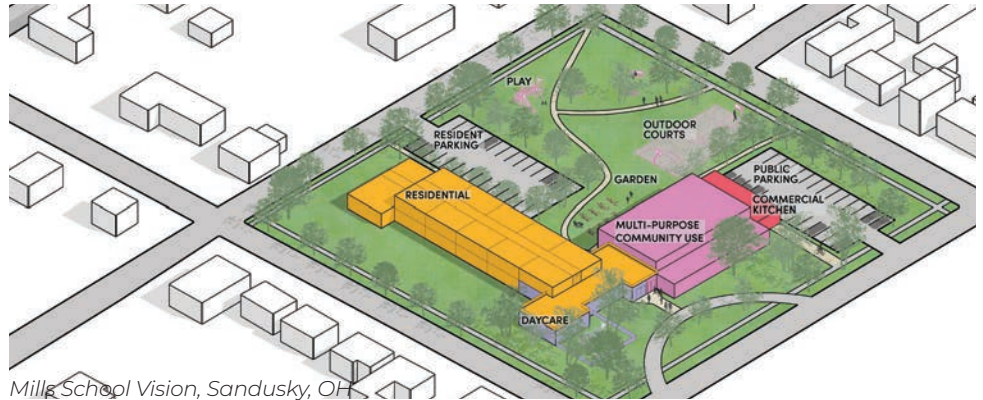 PLAY
RESIDENT
PARKING
OUTDOOR
COURTS
RESIDENTIAL
GARDEN
PUBLIC
PARKING
COMMERCIAL
KITCHEN
MULTI-PURPOSE
COMMUNITY USE
DAYCARE
Mills School Vision, Sandusky, OH